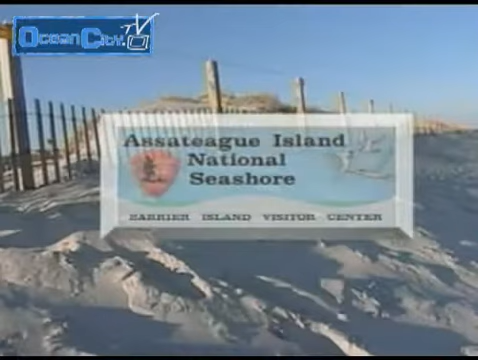 OceanCity.TV
Assateague Island
National
Seashore
BARRIER ISLAND VISITOR CENTER